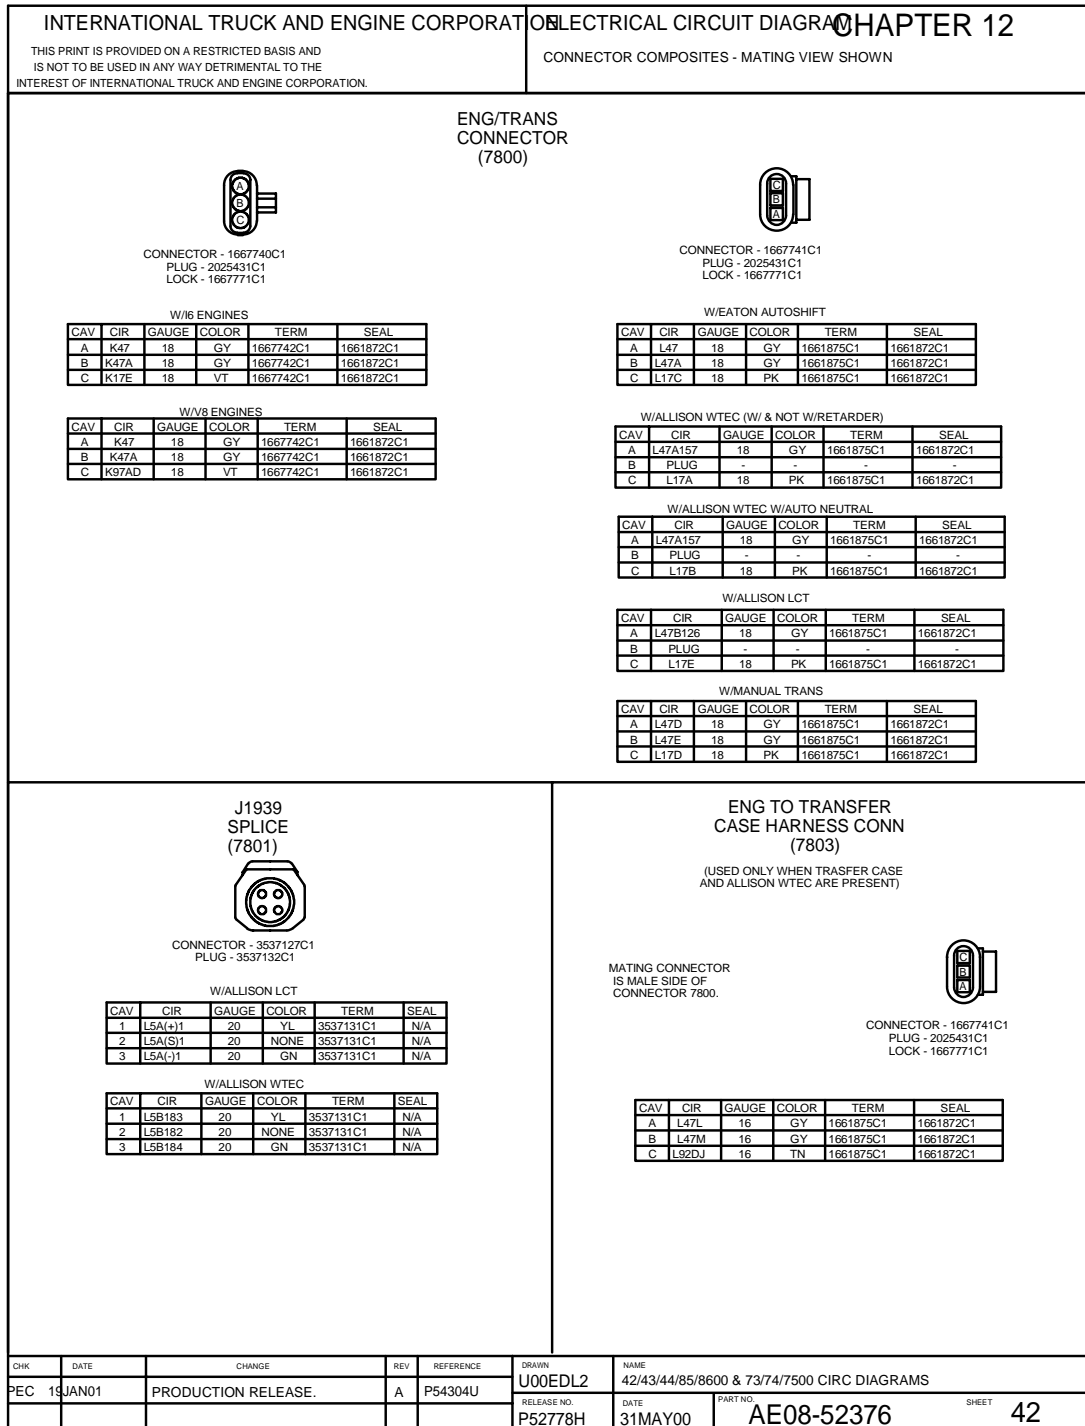 INTERNATIONAL TRUCK AND ENGINE CORPORATION
THIS PRINT IS PROVIDED ON A RESTRICTED BASIS AND
IS NOT TO BE USED IN ANY WAY DETRIMENTAL TO THE
INTEREST OF INTERNATIONAL TRUCK AND ENGINE CORPORATION.
ELECTRICAL CIRCUIT DIAGRAM
CHAPTER 12
CONNECTOR COMPOSITES - MATING VIEW SHOWN
ENG/TRANS
CONNECTOR
(7800)
A
B
C
CONNECTOR - 1667740C1
PLUG - 2025431C1
LOCK - 1667771C1
W/I6 ENGINES
CAV CIR GAUGE COLOR TERM SEAL
A K47 18 GY 1667742C1 1661872C1
B K47A 18 GY 1667742C1 1661872C1
C K17E 18 VT 1667742C1 1661872C1
W/V8 ENGINES
CAV CIR GAUGE COLOR TERM SEAL
A K47 18 GY 1667742C1 1661872C1
B K47A 18 GY 1667742C1 1661872C1
C K97AD 18 VT 1667742C1 1661872C1
C
B
A
CONNECTOR - 1667741C1
PLUG - 2025431C1
LOCK - 1667771C1
W/EATON AUTOSHIFT
CAV CIR GAUGE COLOR TERM SEAL
A L47 18 GY 1661875C1 1661872C1
B L47A 18 GY 1661875C1 1661872C1
C L17C 18 PK 1661875C1 1661872C1
W/ALLISON WTEC (W/ & NOT W/RETARDER)
CAV CIR GAUGE COLOR TERM SEAL
A L47A157 18 GY 1661875C1 1661872C1
B PLUG - - - -
C L17A 18 PK 1661875C1 1661872C1
W/ALLISON WTEC W/AUTO NEUTRAL
CAV CIR GAUGE COLOR TERM SEAL
A L47A157 18 GY 1661875C1 1661872C1
B PLUG - - - -
C L17B 18 PK 1661875C1 1661872C1
W/ALLISON LCT
CAV CIR GAUGE COLOR TERM SEAL
A L47B126 18 GY 1661875C1 1661872C1
B PLUG - - - -
C L17E 18 PK 1661875C1 1661872C1
W/MANUAL TRANS
CAV CIR GAUGE COLOR TERM SEAL
A L47D 18 GY 1661875C1 1661872C1
B L47E 18 GY 1661875C1 1661872C1
C L17D 18 PK 1661875C1 1661872C1
J1939
SPLICE
(7801)
CONNECTOR - 3537127C1
PLUG - 3537132C1
W/ALLISON LCT
CAV CIR GAUGE COLOR TERM SEAL
1 L5A(+)1 20 YL 3537131C1 N/A
2 L5A(S)1 20 NONE 3537131C1 N/A
3 L5A(-)1 20 GN 3537131C1 N/A
W/ALLISON WTEC
CAV CIR GAUGE COLOR TERM SEAL
1 L5B183 20 YL 3537131C1 N/A
2 L5B182 20 NONE 3537131C1 N/A
3 L5B184 20 GN 3537131C1 N/A
ENG TO TRANSFER
CASE HARNESS CONN
(7803)
(USED ONLY WHEN TRASFER CASE
AND ALLISON WTEC ARE PRESENT)
MATING CONNECTOR
IS MALE SIDE OF
CONNECTOR 7800.
C
B
A
CONNECTOR - 1667741C1
PLUG - 2025431C1
LOCK - 1667771C1
CAV CIR GAUGE COLOR TERM SEAL
A L47L 16 GY 1661875C1 1661872C1
B L47M 16 GY 1661875C1 1661872C1
C L92DJ 16 TN 1661875C1 1661872C1
CHK DATE CHANGE REV REFERENCE
PEC 19JAN01 PRODUCTION RELEASE. A P54304U
DRAWN
U00EDL2
NAME
42/43/44/85/8600 & 73/74/7500 CIRC DIAGRAMS
RELEASE NO.
P52778H
DATE
31MAY00
PART NO.
AE08-52376
SHEET 42